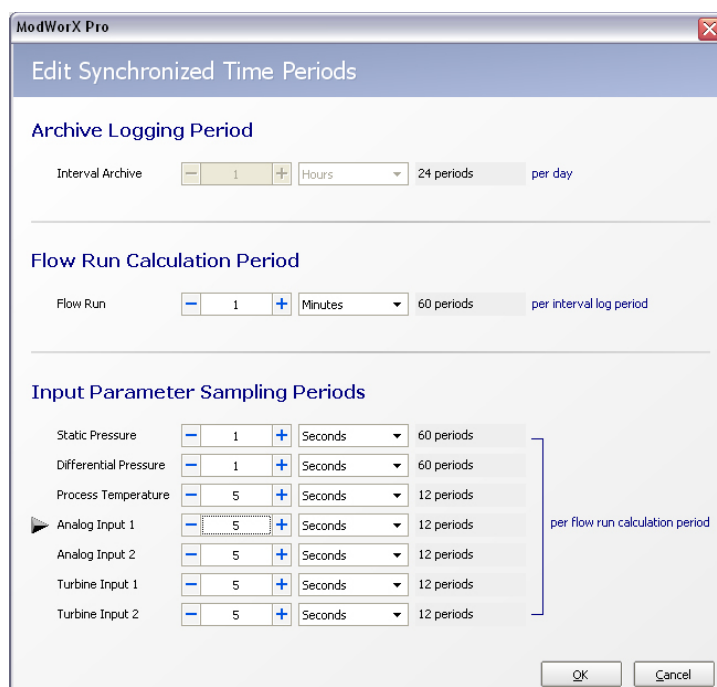 ModWorX Pro
Edit Synchronized Time Periods
Archive Logging Period
Interval Archive 1 Hours 24 periods per day
Flow Run Calculation Period
Flow Run 1 Minutes 60 periods per interval log period
Input Parameter Sampling Periods
Static Pressure 1 Seconds 60 periods
Differential Pressure 1 Seconds 60 periods
Process Temperature 5 Seconds 12 periods
Analog Input 1 5 Seconds 12 periods per flow run calculation period
Analog Input 2 5 Seconds 12 periods
Turbine Input 1 5 Seconds 12 periods
Turbine Input 2 5 Seconds 12 periods
OK Cancel